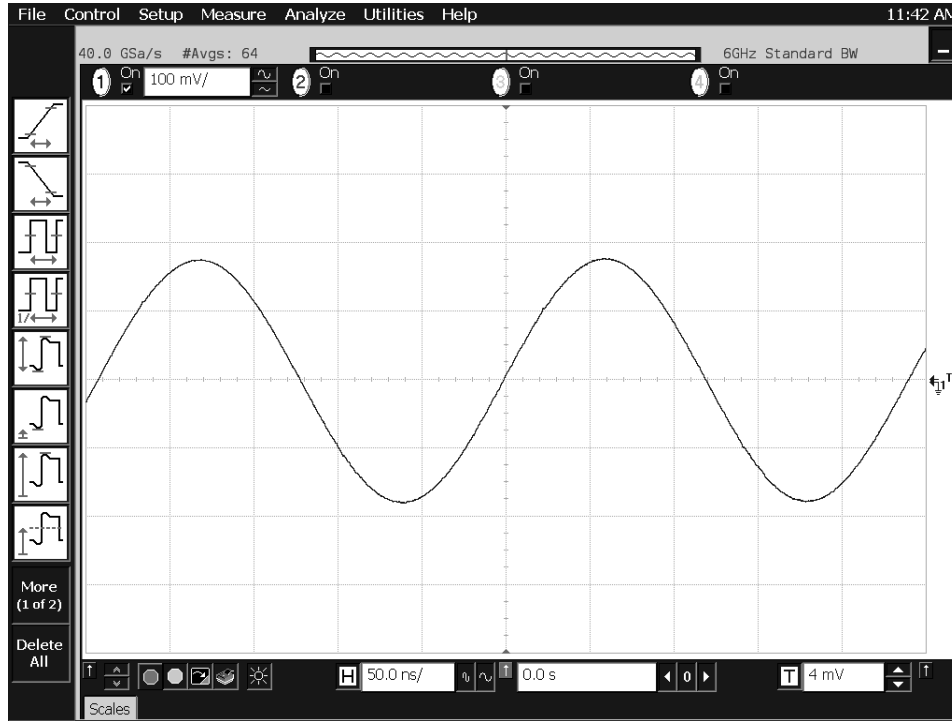 File Control Setup Measure Analyze Utilities Help 11:42 AM
40.0 GSa/s #Avgs: 64 6GHz Standard BW
1 On 100 mV/ 2 On 3 On 4 On
1/
More
(1 of 2)
Delete
All
1 T
H 50.0 ns/ 0.0 s 0 T 4 mV
Scales